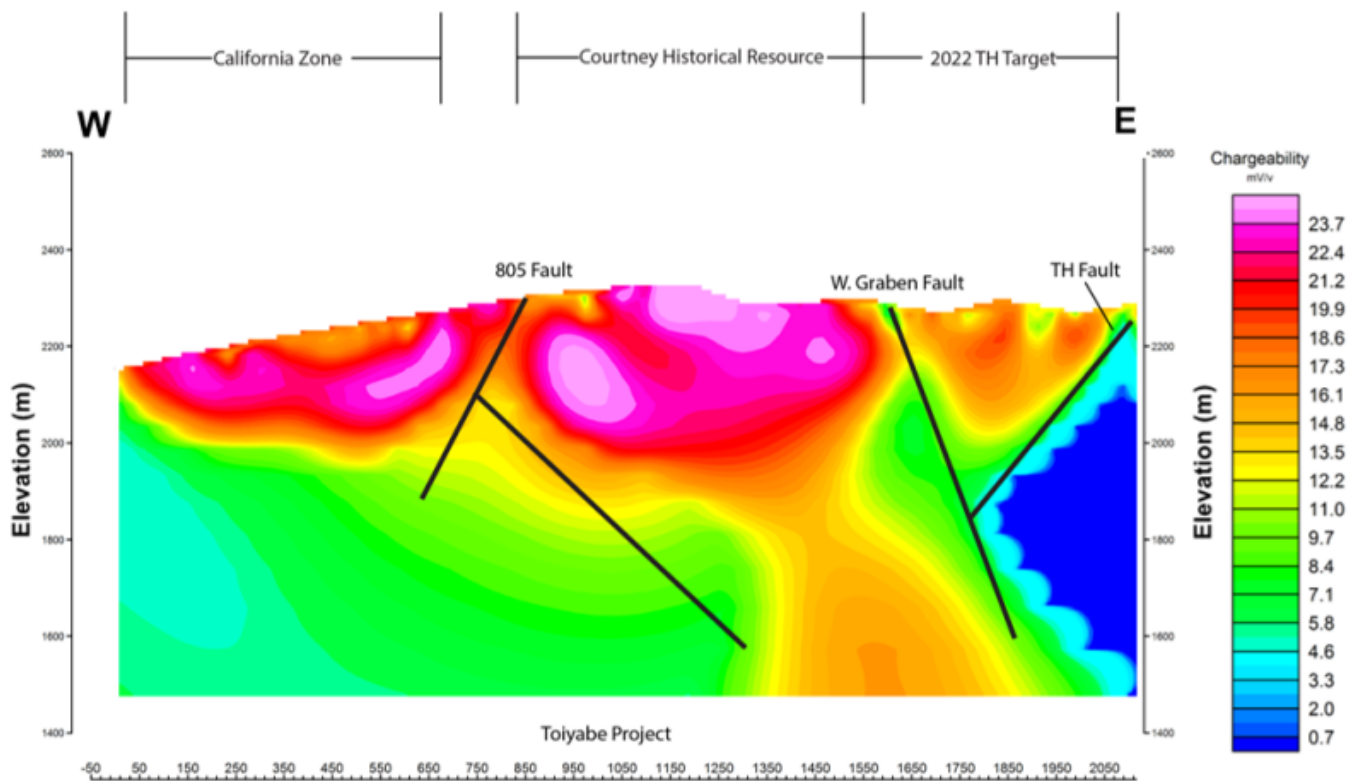 California Zone
Courtney Historical Resource
2022 TH Target
W
E
2600
2600
Chargeability
mV/v
805 Fault
W. Graben Fault
TH Fault
2400
2400
2200
2200
2000
2000
1800
1800
1600
1600
1400
1400
Elevation (m)
Elevation (m)
23.7
22.4
21.2
19.9
18.6
17.3
16.1
14.8
13.5
12.2
11.0
9.7
8.4
7.1
5.8
4.6
3.3
2.0
0.7
Toiyabe Project
-50 50 150 250 350 450 550 650 750 850 950 1050 1150 1250 1350 1450 1550 1650 1750 1850 1950 2050